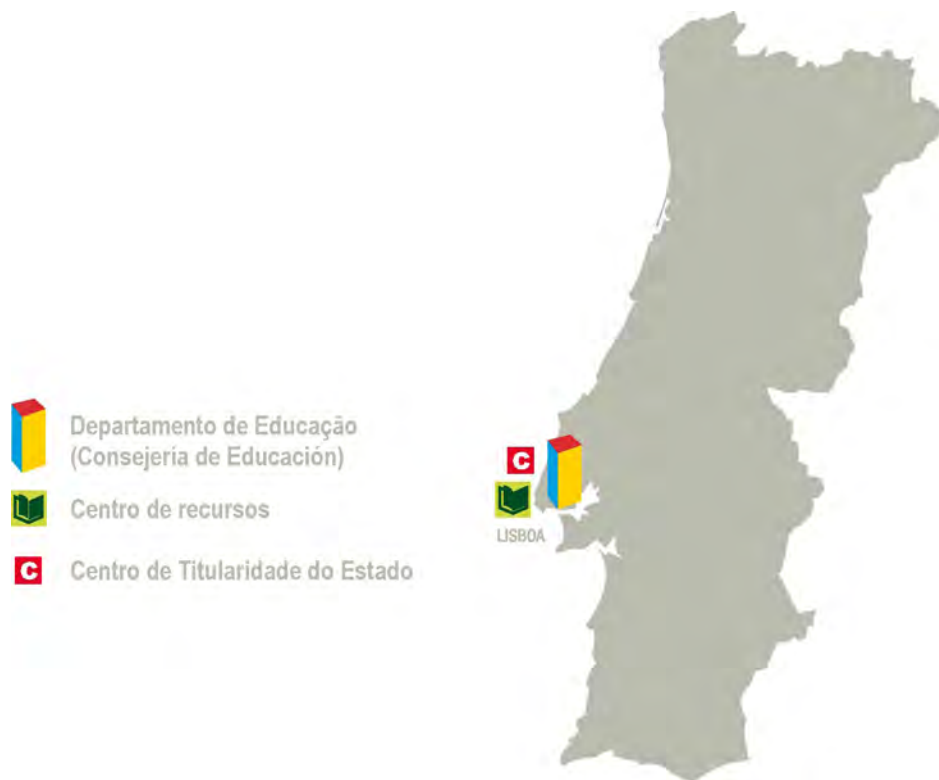 Departamento de Educação
(Consejería de Educación)
Centro de recursos
C
Centro de Titularidade do Estado
C
LISBOA